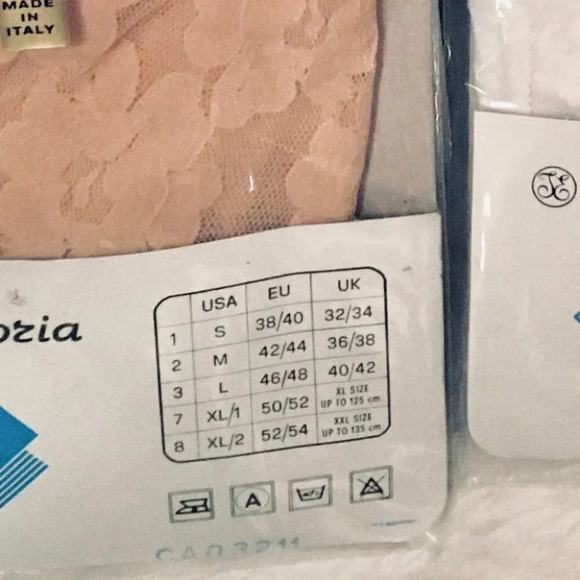 MADE
IN
ITALY
oria
USA EU UK
1 S 38/40 32/34
2 M 42/44 36/38
3 L 46/48 40/42
7 XL/1 50/52 XL SIZE UP TO 125 cm
8 XL/2 52/54 XXL SIZE UP TO 135 cm
A